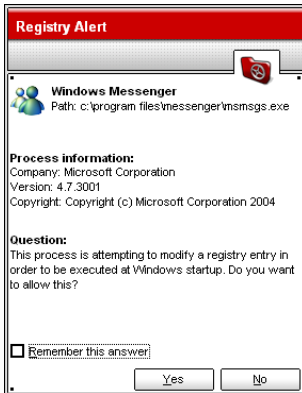 Registry Alert
Windows Messenger
Path: c:\program files\messenger\msmsgs.exe
Process information:
Company: Microsoft Corporation
Version: 4.7.3001
Copyright: Copyright (c) Microsoft Corporation 2004
Question:
This process is attempting to modify a registry entry in
order to be executed at Windows startup. Do you want
to allow this?
Remember this answer
Yes
No